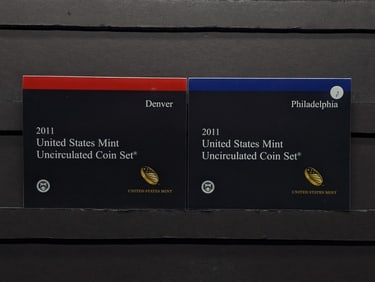 Denver
2011
United States Mint
Uncirculated Coin Set®
UNITED STATES MINT
Philadelphia
2011
United States Mint
Uncirculated Coin Set®
UNITED STATES MINT